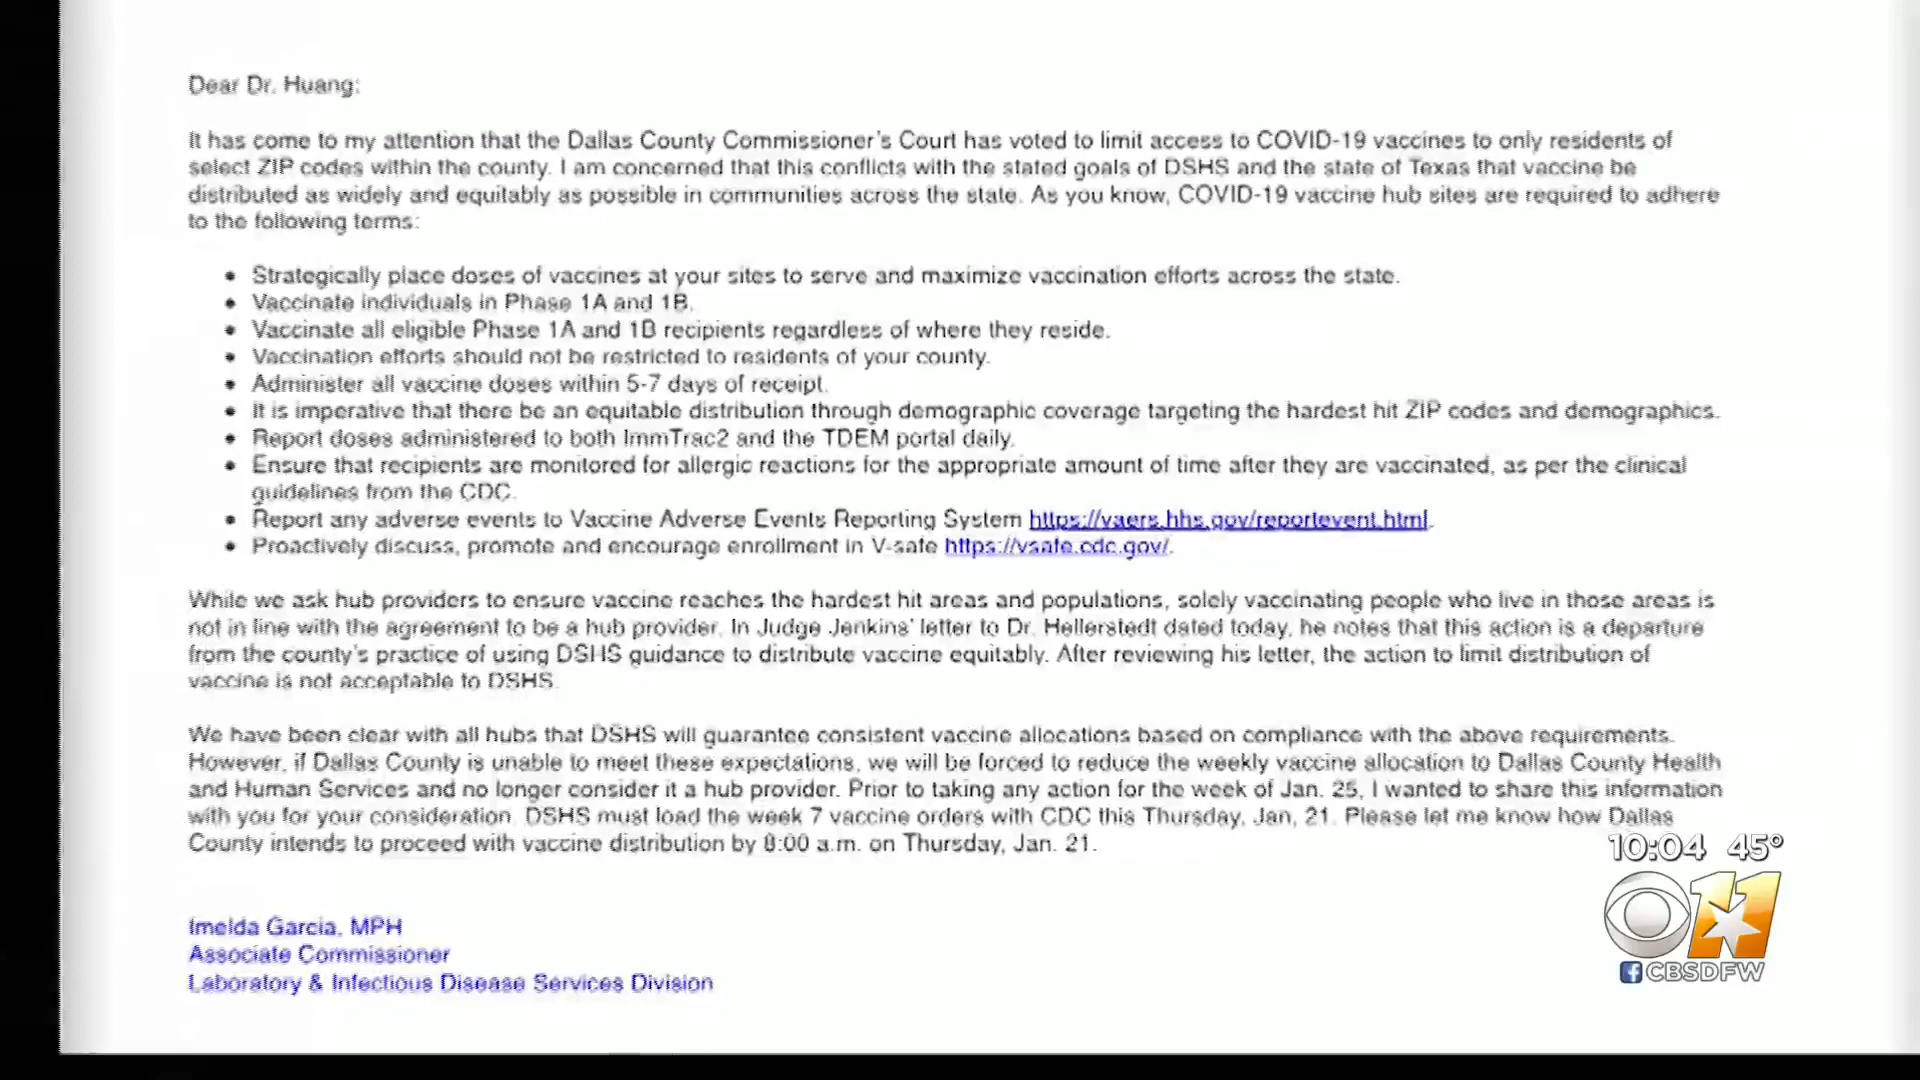 Dear Dr. Huang:
It has come to my attention that the Dallas County Commissioner's Court has voted to limit access to COVID-19 vaccines to only residents of
select ZIP codes within the county. I am concerned that this conflicts with the stated goals of DSHS and the state of Texas that vaccine be
distributed as widely and equitably as possible in communities across the state. As you know, COVID-19 vaccine hub sites are required to adhere
to the following terms:
• Strategically place doses of vaccines at your sites to serve and maximize vaccination efforts across the state.
• Vaccinate individuals in Phase 1A and 1B.
• Vaccinate all eligible Phase 1A and 1B recipients regardless of where they reside.
• Vaccination efforts should not be restricted to residents of your county.
• Administer all vaccine doses within 5-7 days of receipt.
• It is imperative that there be an equitable distribution through demographic coverage targeting the hardest hit ZIP codes and demographics.
• Report doses administered to both ImmTrac2 and the TDEM portal daily.
• Ensure that recipients are monitored for allergic reactions for the appropriate amount of time after they are vaccinated, as per the clinical
guidelines from the CDC.
• Report any adverse events to Vaccine Adverse Events Reporting System https://vaers.hhs.gov/reportevent.html.
• Proactively discuss, promote and encourage enrollment in V-safe https://vsafe.cdc.gov/.
While we ask hub providers to ensure vaccine reaches the hardest hit areas and populations, solely vaccinating people who live in those areas is
not in line with the agreement to be a hub provider. In Judge Jenkins' letter to Dr. Hellerstedt dated today, he notes that this action is a departure
from the county's practice of using DSHS guidance to distribute vaccine equitably. After reviewing his letter, the action to limit distribution of
vaccine is not acceptable to DSHS.
We have been clear with all hubs that DSHS will guarantee consistent vaccine allocations based on compliance with the above requirements.
However, if Dallas County is unable to meet these expectations, we will be forced to reduce the weekly vaccine allocation to Dallas County Health
and Human Services and no longer consider it a hub provider. Prior to taking any action for the week of Jan. 25, I wanted to share this information
with you for your consideration. DSHS must load the week 7 vaccine orders with CDC this Thursday, Jan, 21. Please let me know how Dallas
County intends to proceed with vaccine distribution by 8:00 a.m. on Thursday, Jan. 21.
10:04 45°
Imelda Garcia, MPH
Associate Commissioner
Laboratory & Infectious Disease Services Division
11
CBSDFW